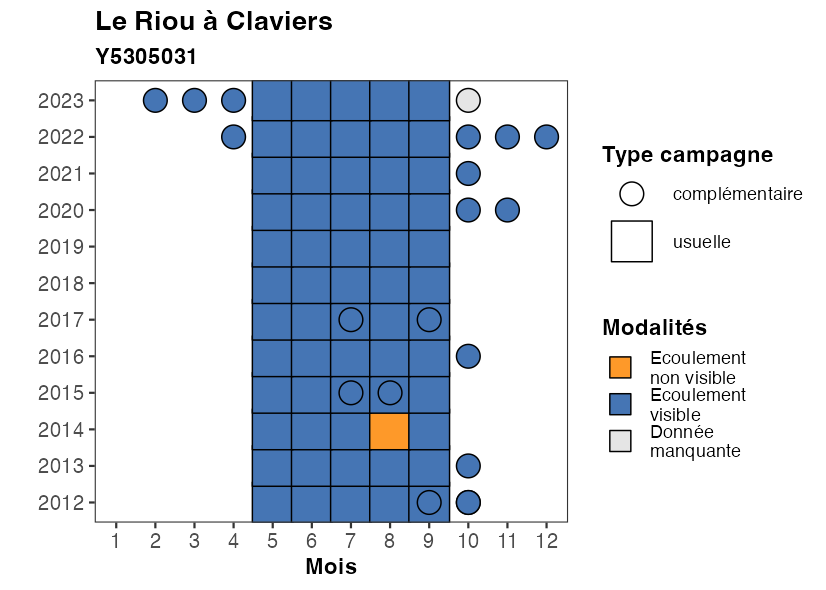 Le Riou à Claviers
Y5305031
2023
2022
2021
2020
2019
2018
2017
2016
2015
2014
2013
2012
1 2 3 4 5 6 7 8 9 10 11 12
Mois
Type campagne
complémentaire
usuelle
Modalités
Ecoulement
non visible
Ecoulement
visible
Donnée
manquante